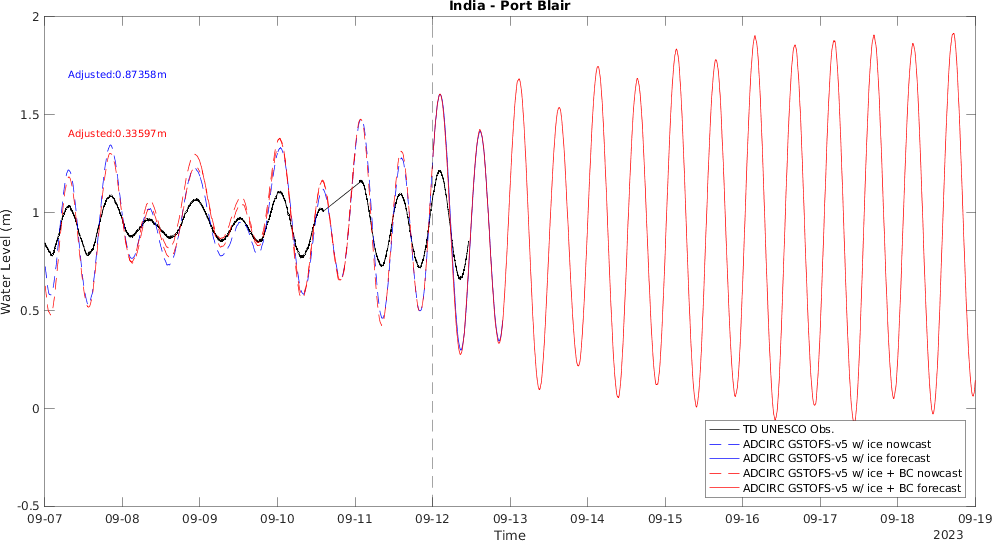 India - Port Blair
2
1.5
1
0.5
0
-0.5
Water Level (m)
Adjusted:0.87358m
Adjusted:0.33597m
TD UNESCO Obs.
ADCIRC GSTOFS-v5 w/ ice nowcast
ADCIRC GSTOFS-v5 w/ ice forecast
ADCIRC GSTOFS-v5 w/ ice + BC nowcast
ADCIRC GSTOFS-v5 w/ ice + BC forecast
09-07 09-08 09-09 09-10 09-11 09-12 09-13 09-14 09-15 09-16 09-17 09-18 09-19
Time
2023